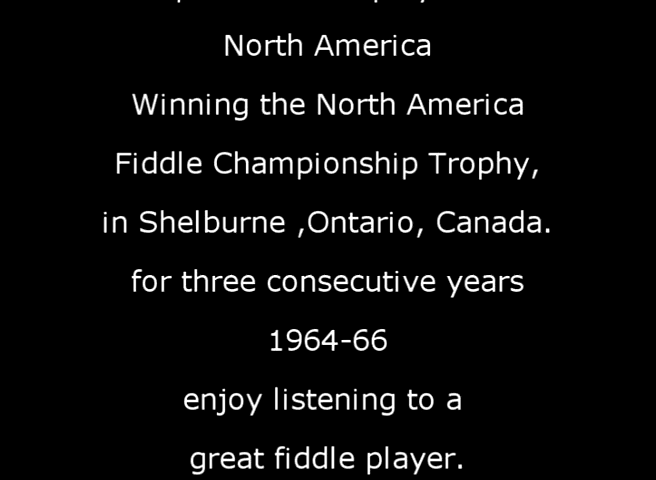 North America
Winning the North America
Fiddle Championship Trophy,
in Shelburne ,Ontario, Canada.
for three consecutive years
1964-66
enjoy listening to a
great fiddle player.